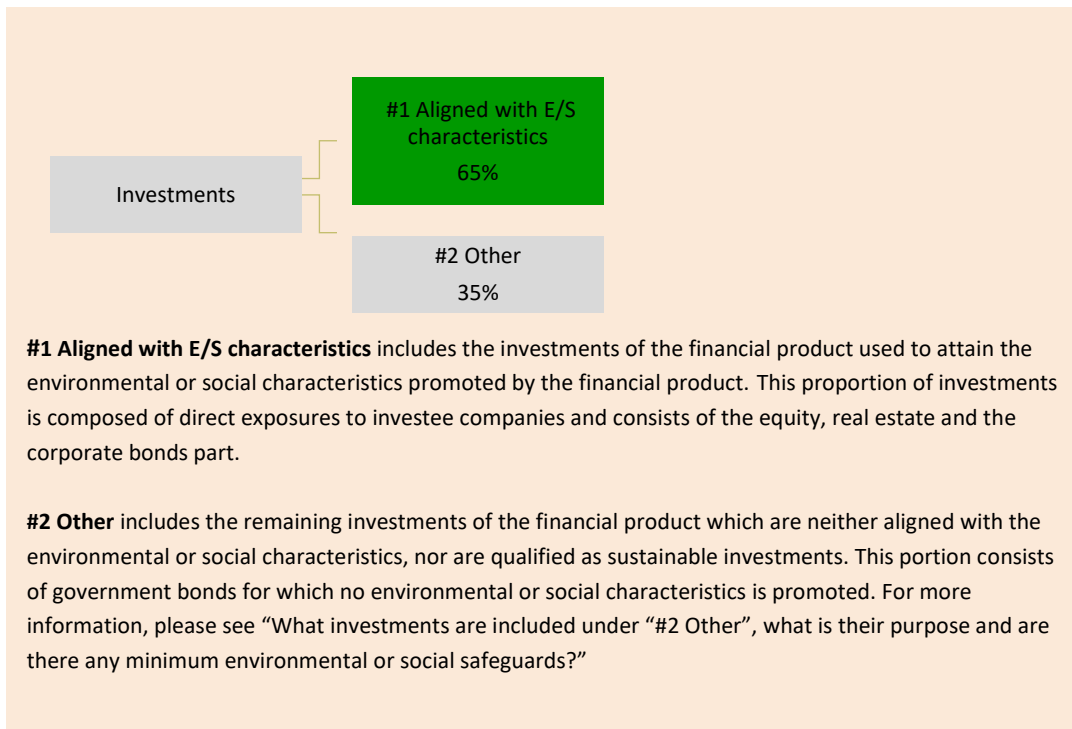 #1 Aligned with E/S
characteristics
65%
Investments
#2 Other
35%
#1 Aligned with E/S characteristics includes the investments of the financial product used to attain the
environmental or social characteristics promoted by the financial product. This proportion of investments
is composed of direct exposures to investee companies and consists of the equity, real estate and the
corporate bonds part.
#2 Other includes the remaining investments of the financial product which are neither aligned with the
environmental or social characteristics, nor are qualified as sustainable investments. This portion consists
of government bonds for which no environmental or social characteristics is promoted. For more
information, please see “What investments are included under “#2 Other”, what is their purpose and are
there any minimum environmental or social safeguards?”